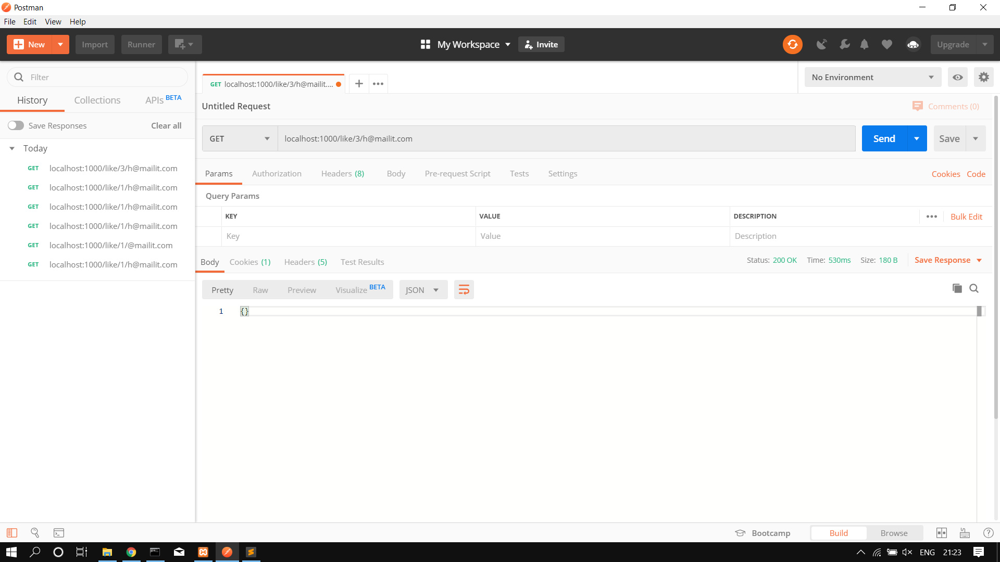 Postman
File Edit View Help
New Import Runner My Workspace Invite Upgrade
Filter
History Collections APIs BETA
Save Responses Clear all
Today
GET localhost:1000/like/3/h@mailit.com
GET localhost:1000/like/1/h@mailit.com
GET localhost:1000/like/1/h@mailit.com
GET localhost:1000/like/1/h@mailit.com
GET localhost:1000/like/1/@mailit.com
GET localhost:1000/like/1/h@mailit.com
GET localhost:1000/like/3/h@mailit....
No Environment
Untitled Request Comments (0)
GET localhost:1000/like/3/h@mailit.com Send Save
Params Authorization Headers (8) Body Pre-request Script Tests Settings Cookies Code
Query Params
KEY VALUE DESCRIPTION Bulk Edit
Key Value Description
Body Cookies (1) Headers (5) Test Results Status: 200 OK Time: 530ms Size: 180 B Save Response
Pretty Raw Preview Visualize BETA JSON
1 {}
Bootcamp Build Browse
ENG 21:23